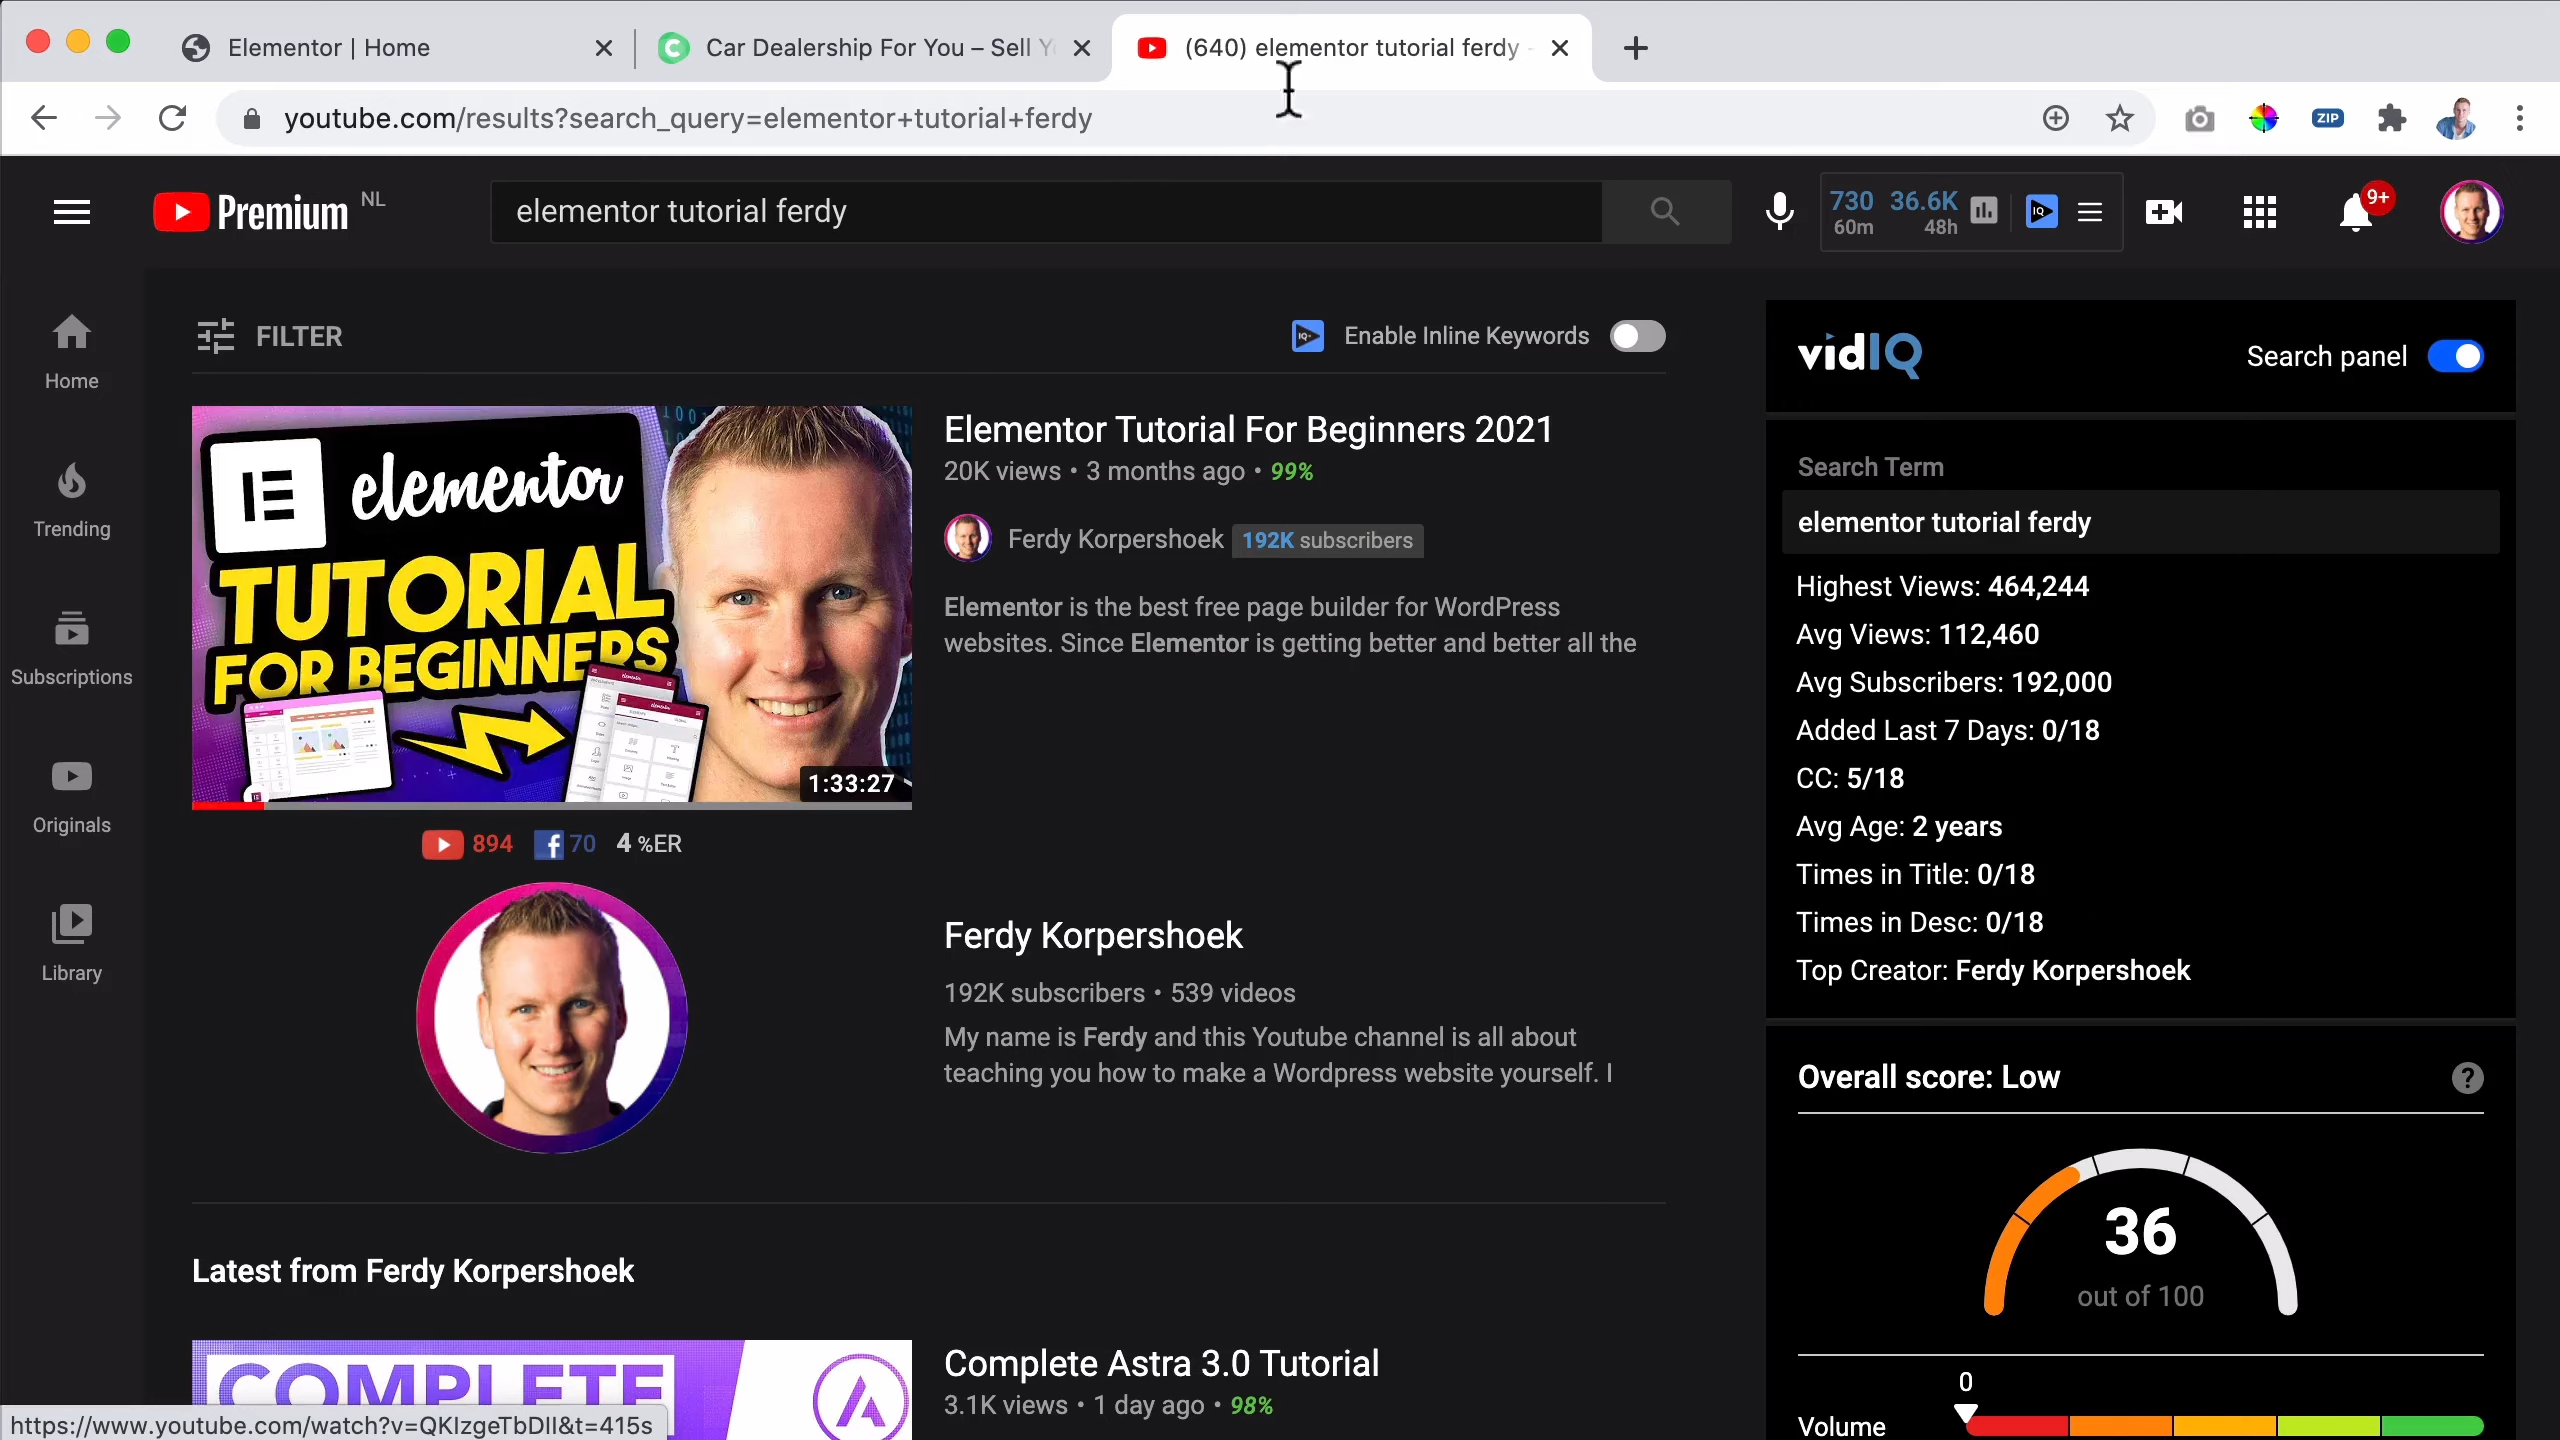 Elementor | Home
Car Dealership For You – Sell Y
(640) elementor tutorial ferdy
youtube.com/results?search_query=elementor+tutorial+ferdy
ZIP
Premium NL
elementor tutorial ferdy
730 36.6K
60m 48h
IQ
9+
FILTER
Enable Inline Keywords
Home
Trending
Subscriptions
Originals
Library
elementor
TUTORIAL
FOR BEGINNERS
1:33:27
894 70 4 %ER
Elementor Tutorial For Beginners 2021
20K views • 3 months ago • 99%
Ferdy Korpershoek 192K subscribers
Elementor is the best free page builder for WordPress
websites. Since Elementor is getting better and better all the
Ferdy Korpershoek
192K subscribers • 539 videos
My name is Ferdy and this Youtube channel is all about
teaching you how to make a Wordpress website yourself. I
Latest from Ferdy Korpershoek
COMPLETE
Complete Astra 3.0 Tutorial
3.1K views • 1 day ago • 98%
https://www.youtube.com/watch?v=QKIzgeTbDII&t=415s
vidIQ
Search panel
Search Term
elementor tutorial ferdy
Highest Views: 464,244
Avg Views: 112,460
Avg Subscribers: 192,000
Added Last 7 Days: 0/18
CC: 5/18
Avg Age: 2 years
Times in Title: 0/18
Times in Desc: 0/18
Top Creator: Ferdy Korpershoek
Overall score: Low
?
36
out of 100
0
Volume